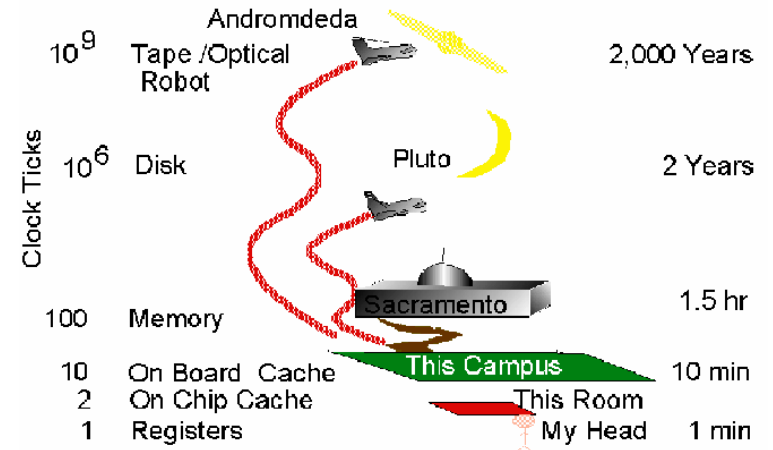 Andromdeda
10^9 Tape /Optical Robot 2,000 Years
Clock Ticks
10^6 Disk Pluto 2 Years
Sacramento 1.5 hr
100 Memory
10 On Board Cache This Campus 10 min
2 On Chip Cache This Room
1 Registers My Head 1 min